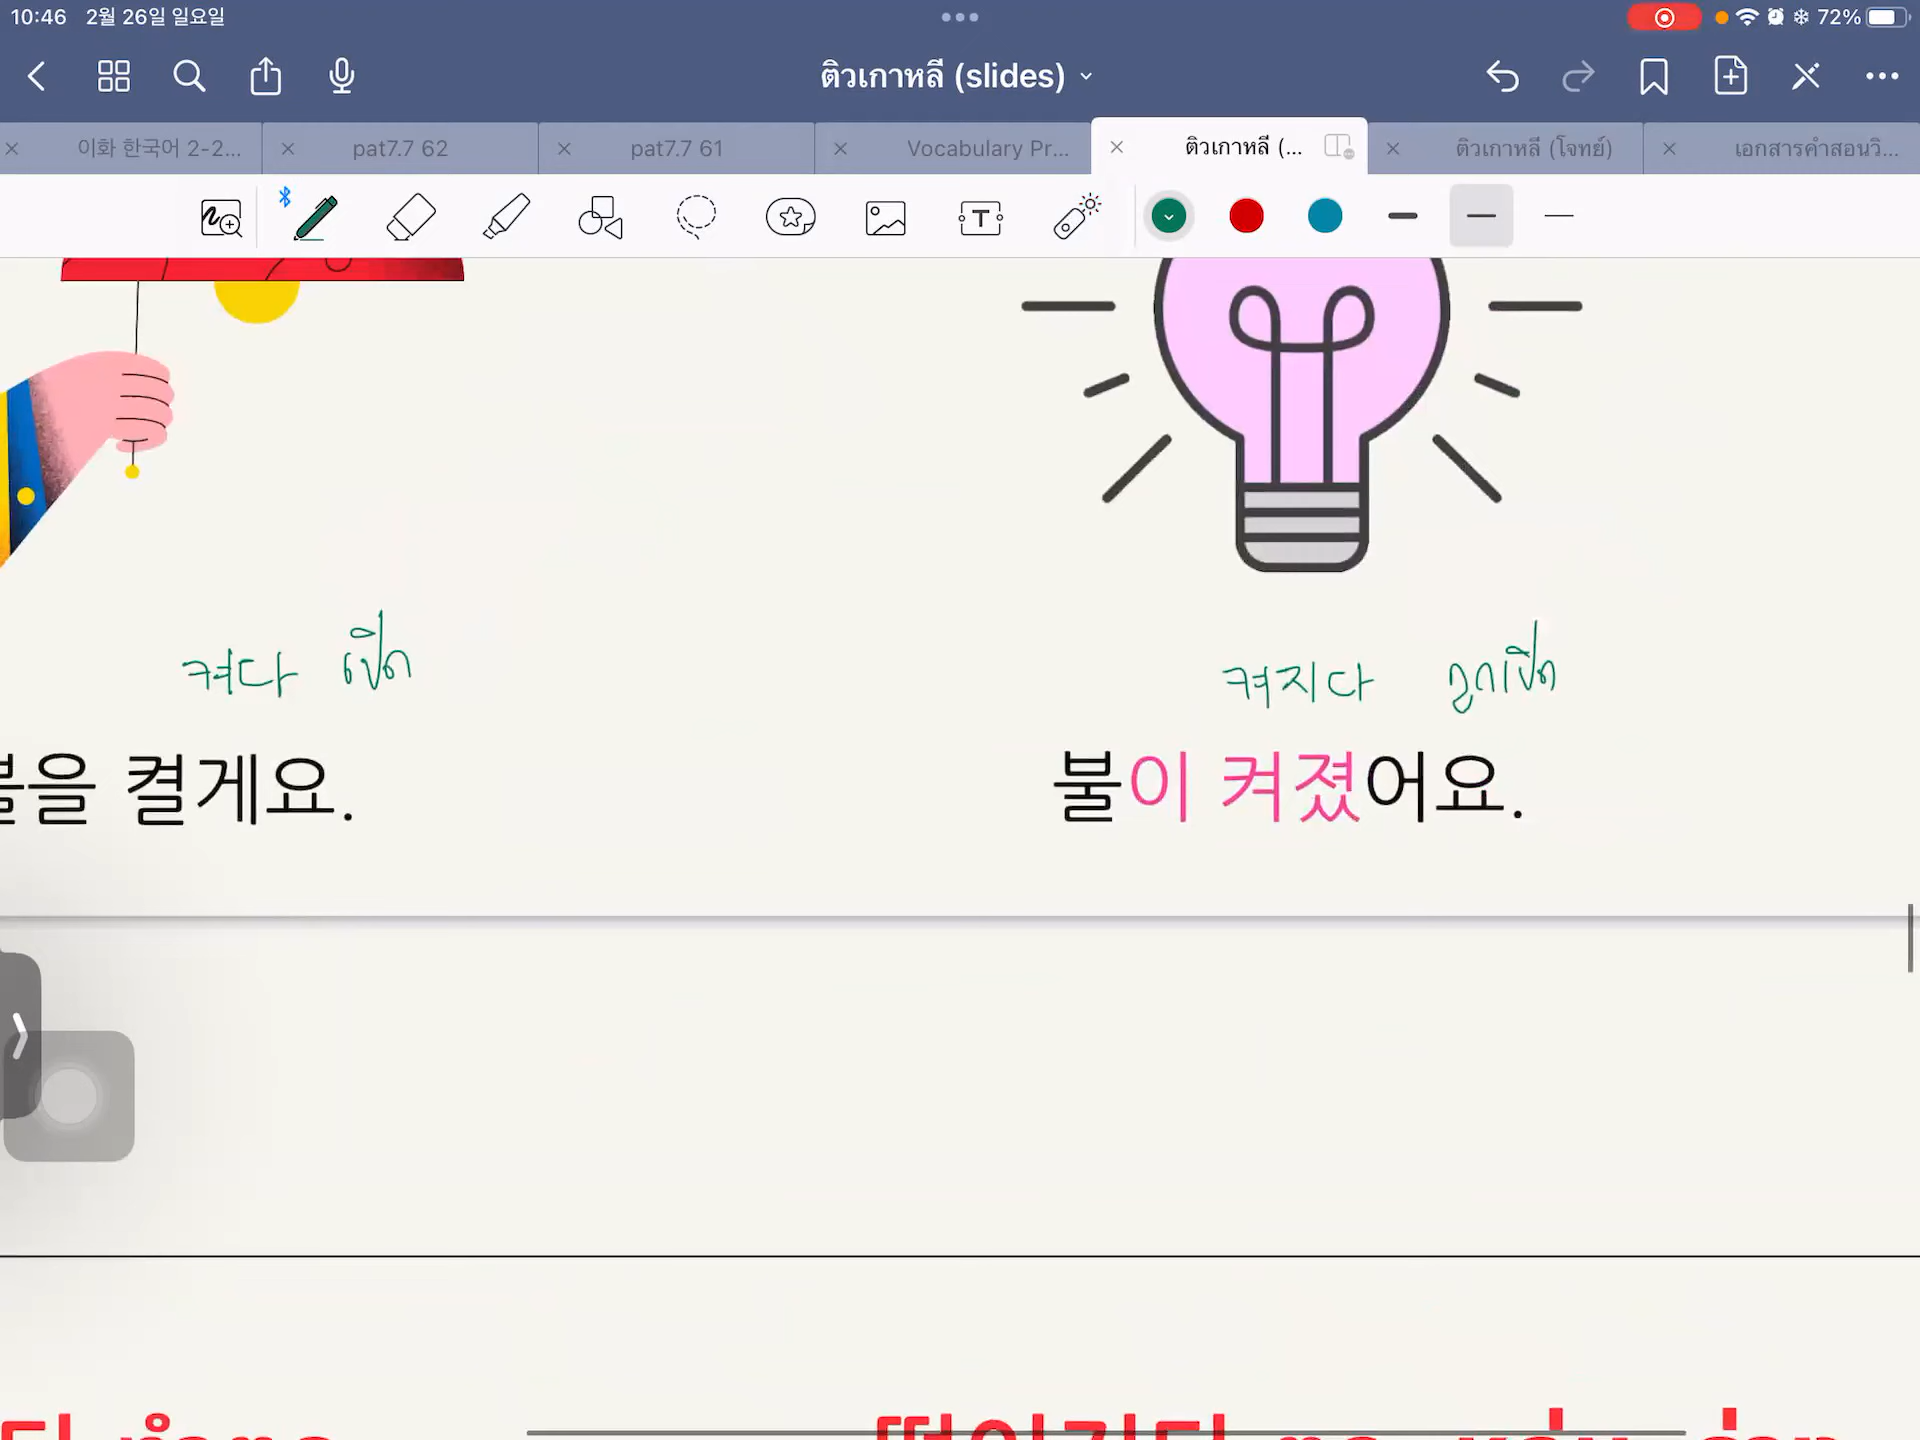 10:46 2월 26일 일요일 72%
ติวเกาหลี (slides)
이화 한국어 2-2... pat7.7 62 pat7.7 61 Vocabulary Pr... ติวเกาหลี (... ติวเกาหลี (โจทย์) เอกสารคำสอนวิ...
켜다 เปิด
켜지다 ถูกเปิด
불을 켤게요.
불이 켜졌어요.